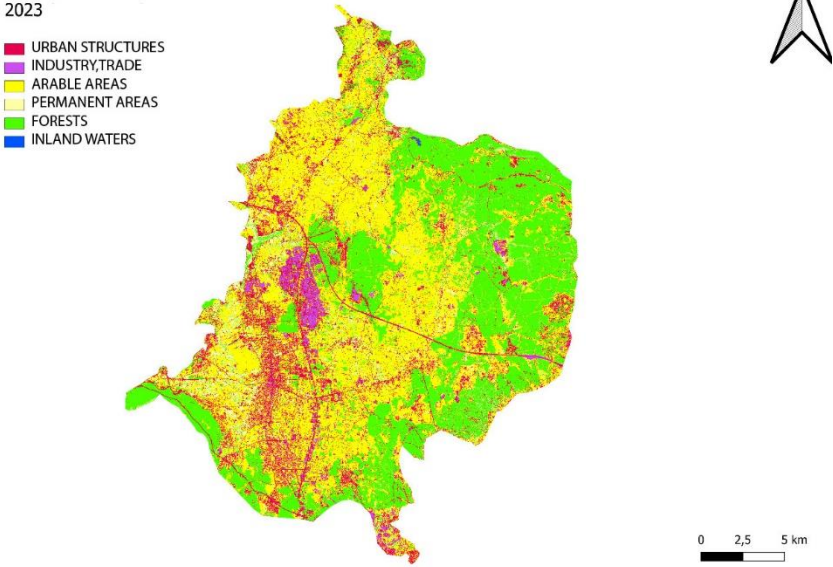 2023
URBAN STRUCTURES
INDUSTRY,TRADE
ARABLE AREAS
PERMANENT AREAS
FORESTS
INLAND WATERS
0 2,5 5 km